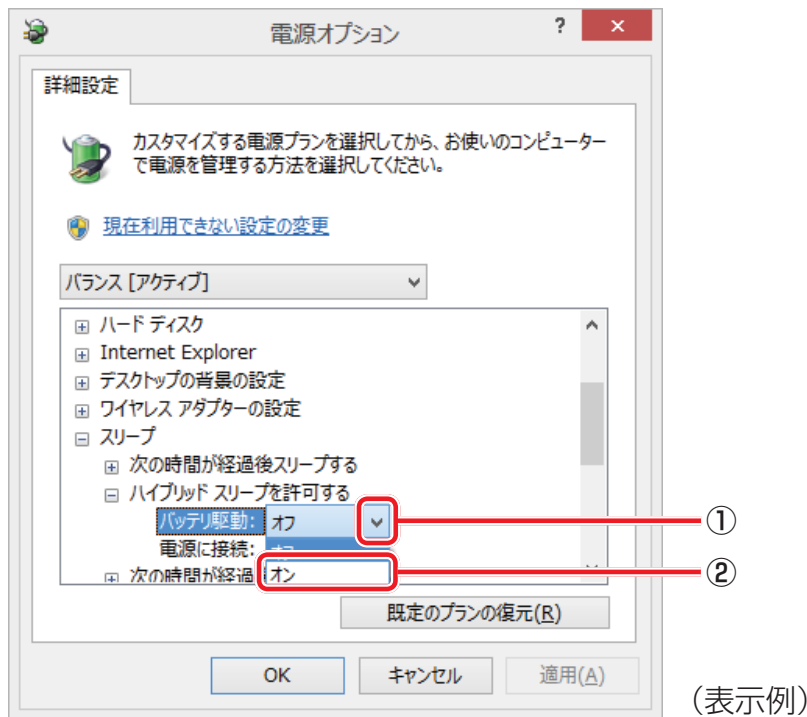 電源オプション
? ×
詳細設定
カスタマイズする電源プランを選択してから、お使いのコンピューター
で電源を管理する方法を選択してください。
現在利用できない設定の変更
バランス [アクティブ]
ハード ディスク
Internet Explorer
デスクトップの背景の設定
ワイヤレス アダプターの設定
スリープ
次の時間が経過後スリープする
ハイブリッド スリープを許可する
バッテリ駆動: オフ
①
電源に接続: オフ
オン
②
次の時間が経過
既定のプランの復元(R)
OK キャンセル 適用(A)
(表示例)